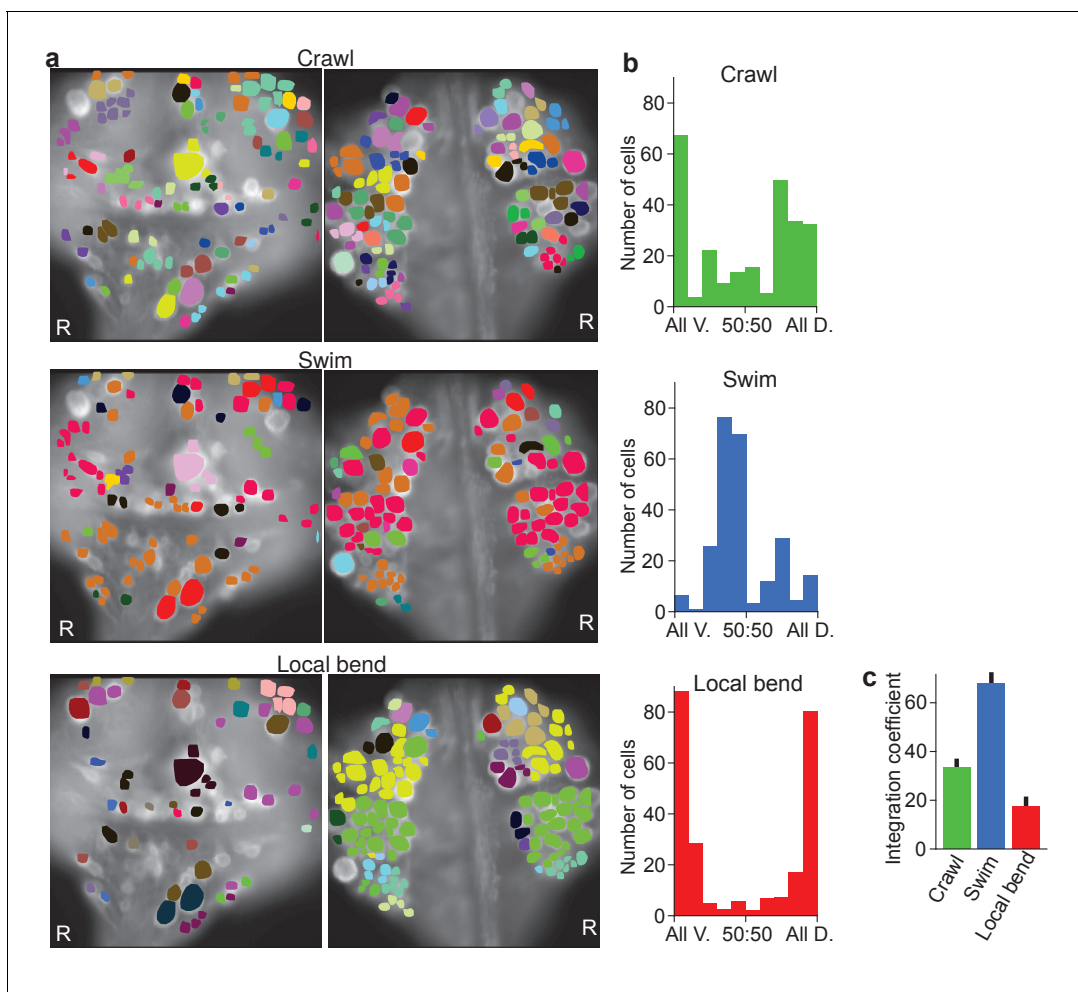 a
Crawl
R
R
Swim
R
R
Local bend
R
R
b
Crawl
Number of cells
80
60
40
20
0
All V. 50:50 All D.
Swim
Number of cells
80
60
40
20
0
All V. 50:50 All D.
Local bend
Number of cells
80
60
40
20
0
All V. 50:50 All D.
c
Integration coefficient
60
40
20
0
Crawl
Swim
Local bend